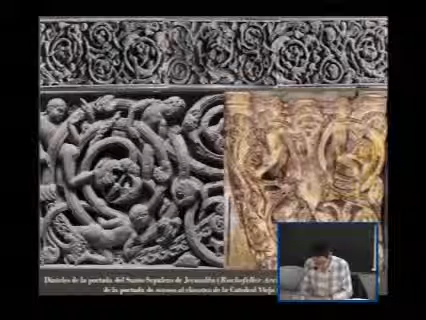 Dinteles de la portada del Santo Sepulcro de Jerusalén (Rockefeller
de la portada de acceso al claustro de la Catedral Vieja